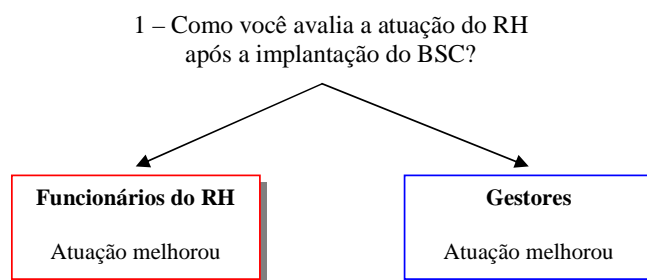 1 – Como você avalia a atuação do RH
após a implantação do BSC?
Funcionários do RH
Atuação melhorou
Gestores
Atuação melhorou